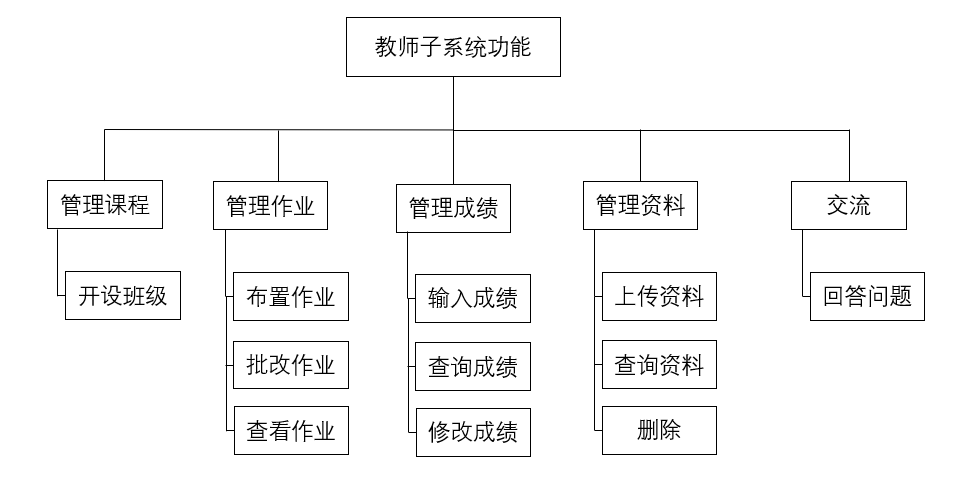 教师子系统功能
管理课程
管理作业
管理成绩
管理资料
交流
开设班级
布置作业
输入成绩
上传资料
回答问题
批改作业
查询成绩
查询资料
查看作业
修改成绩
删除